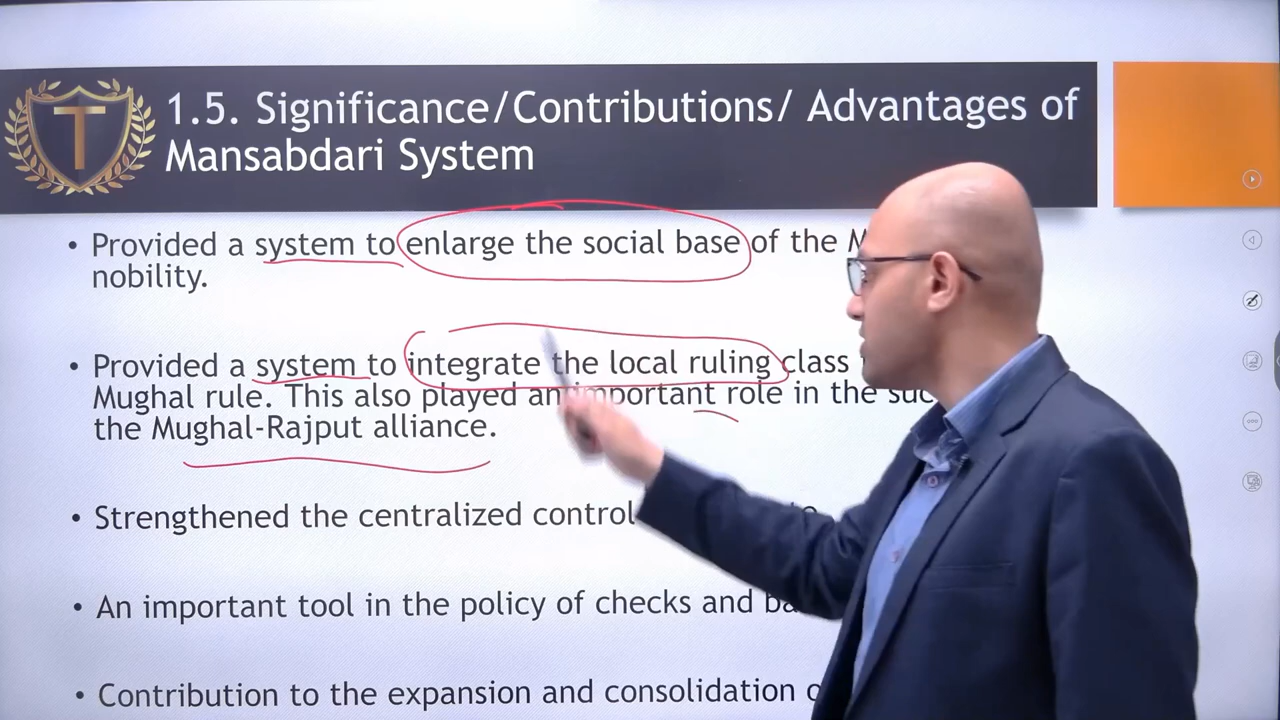 T
1.5. Significance/Contributions/ Advantages of
Mansabdari System
• Provided a system to enlarge the social base of the
nobility.
• Provided a system to integrate the local ruling class
Mughal rule. This also played an important role in the
the Mughal-Rajput alliance.
• Strengthened the centralized control
• An important tool in the policy of checks and
• Contribution to the expansion and consolidation